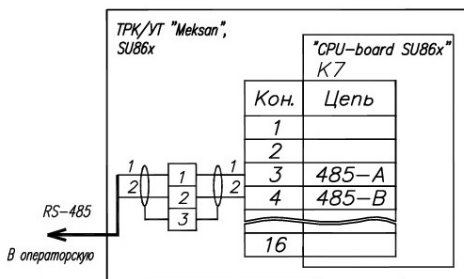 ТРК/УТ "Meksan",
SU86x
"CPU-board SU86x"
K7
Кон. Цепь
1
2
3 485-A
4 485-B
16
1 1 1
2 2 2
3
RS-485
В операторскую